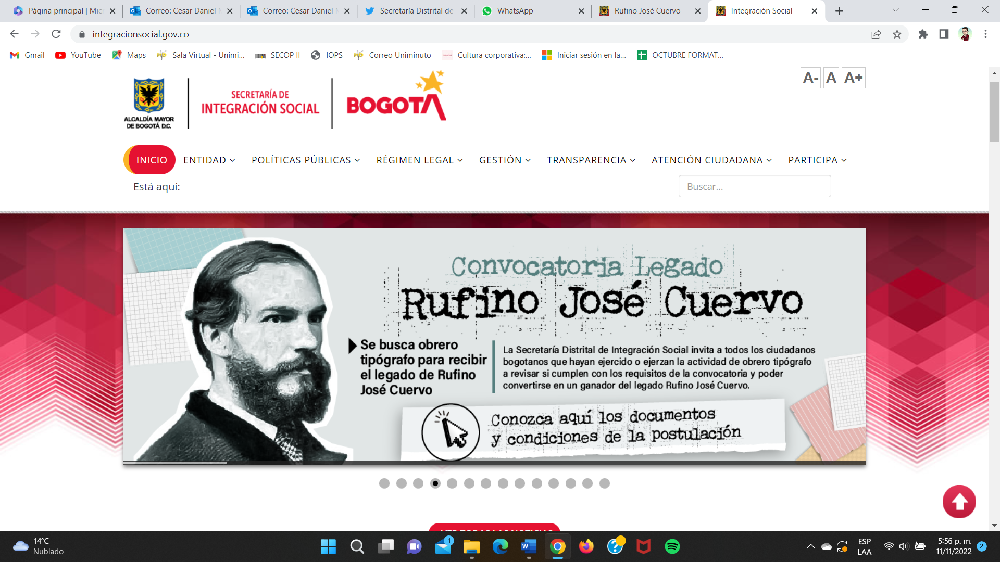 Página principal | Micr
Correo: Cesar Daniel M
Correo: Cesar Daniel M
Secretaría Distrital de
WhatsApp
Rufino José Cuervo
Integración Social
integracionsocial.gov.co
Gmail
YouTube
Maps
Sala Virtual - Unimi...
SECOP II
IOPS
Correo Uniminuto
Cultura corporativa:...
Iniciar sesión en la...
OCTUBRE FORMAT...
A- A A+
ALCALDÍA MAYOR
DE BOGOTÁ D.C.
SECRETARÍA DE
INTEGRACIÓN SOCIAL
BOGOTÁ
INICIO
ENTIDAD
POLÍTICAS PÚBLICAS
RÉGIMEN LEGAL
GESTIÓN
TRANSPARENCIA
ATENCIÓN CIUDADANA
PARTICIPA
Está aquí:
Buscar...
Convocatoria Legado
Rufino José Cuervo
Se busca obrero
tipógrafo para recibir
el legado de Rufino
José Cuervo
La Secretaría Distrital de Integración Social invita a todos los ciudadanos
bogotanos que hayan ejercido o ejerzan la actividad de obrero tipógrafo
a revisar si cumplen con los requisitos de la convocatoria y poder
convertirse en un ganador del legado Rufino José Cuervo.
Conozca aquí los documentos
y condiciones de la postulación
14°C
Nublado
1
ESP
LAA
5:56 p. m.
11/11/2022
2